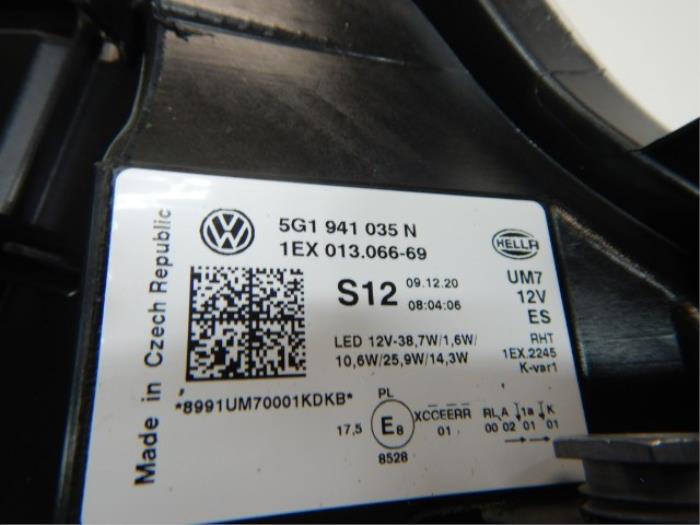 Made in Czech Republic
VW
5G1 941 035 N
1EX 013.066-69
HELLA
S12
09.12.20
08:04:06
UM7
12V
ES
LED 12V-38,7W/1,6W/
10,6W/25,9W/14,3W
RHT
1EX.2245
K-var1
*8991UM70001KDKB*
PL
17,5
E8
8528
XCCEERR
01
RL A 1a K
00 02 01 01